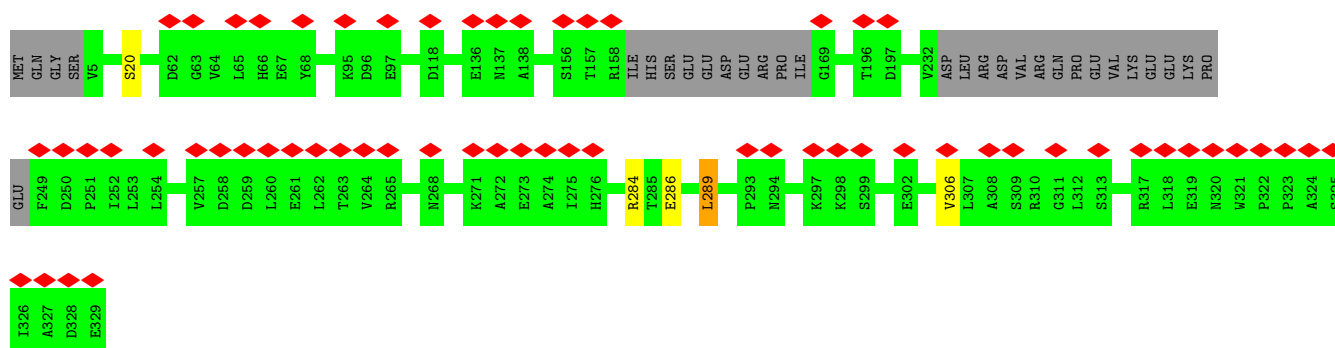 MET GLN GLY SER V5 S20 D62 G63 V64 L65 H66 E67 Y68 K95 D96 E97 D118 E136 N137 A138 S156 T157 R158 ILE HIS SER GLU GLU ASP GLU ARG PRO ILE G169 T196 D197 V232 ASP LEU ARG ASP VAL ARG GLN PRO GLU VAL LYS GLU GLU LYS PRO
GLU F249 D250 P251 I252 L253 L254 V257 D258 D259 L260 E261 L262 T263 V264 R265 N268 K271 A272 E273 A274 I275 H276 R284 T285 E286 L289 P293 N294 K297 K298 S299 E302 V306 L307 A308 S309 R310 G311 L312 S313 R317 L318 E319 N320 W321 P322 P323 A324
I326 A327 D328 E329